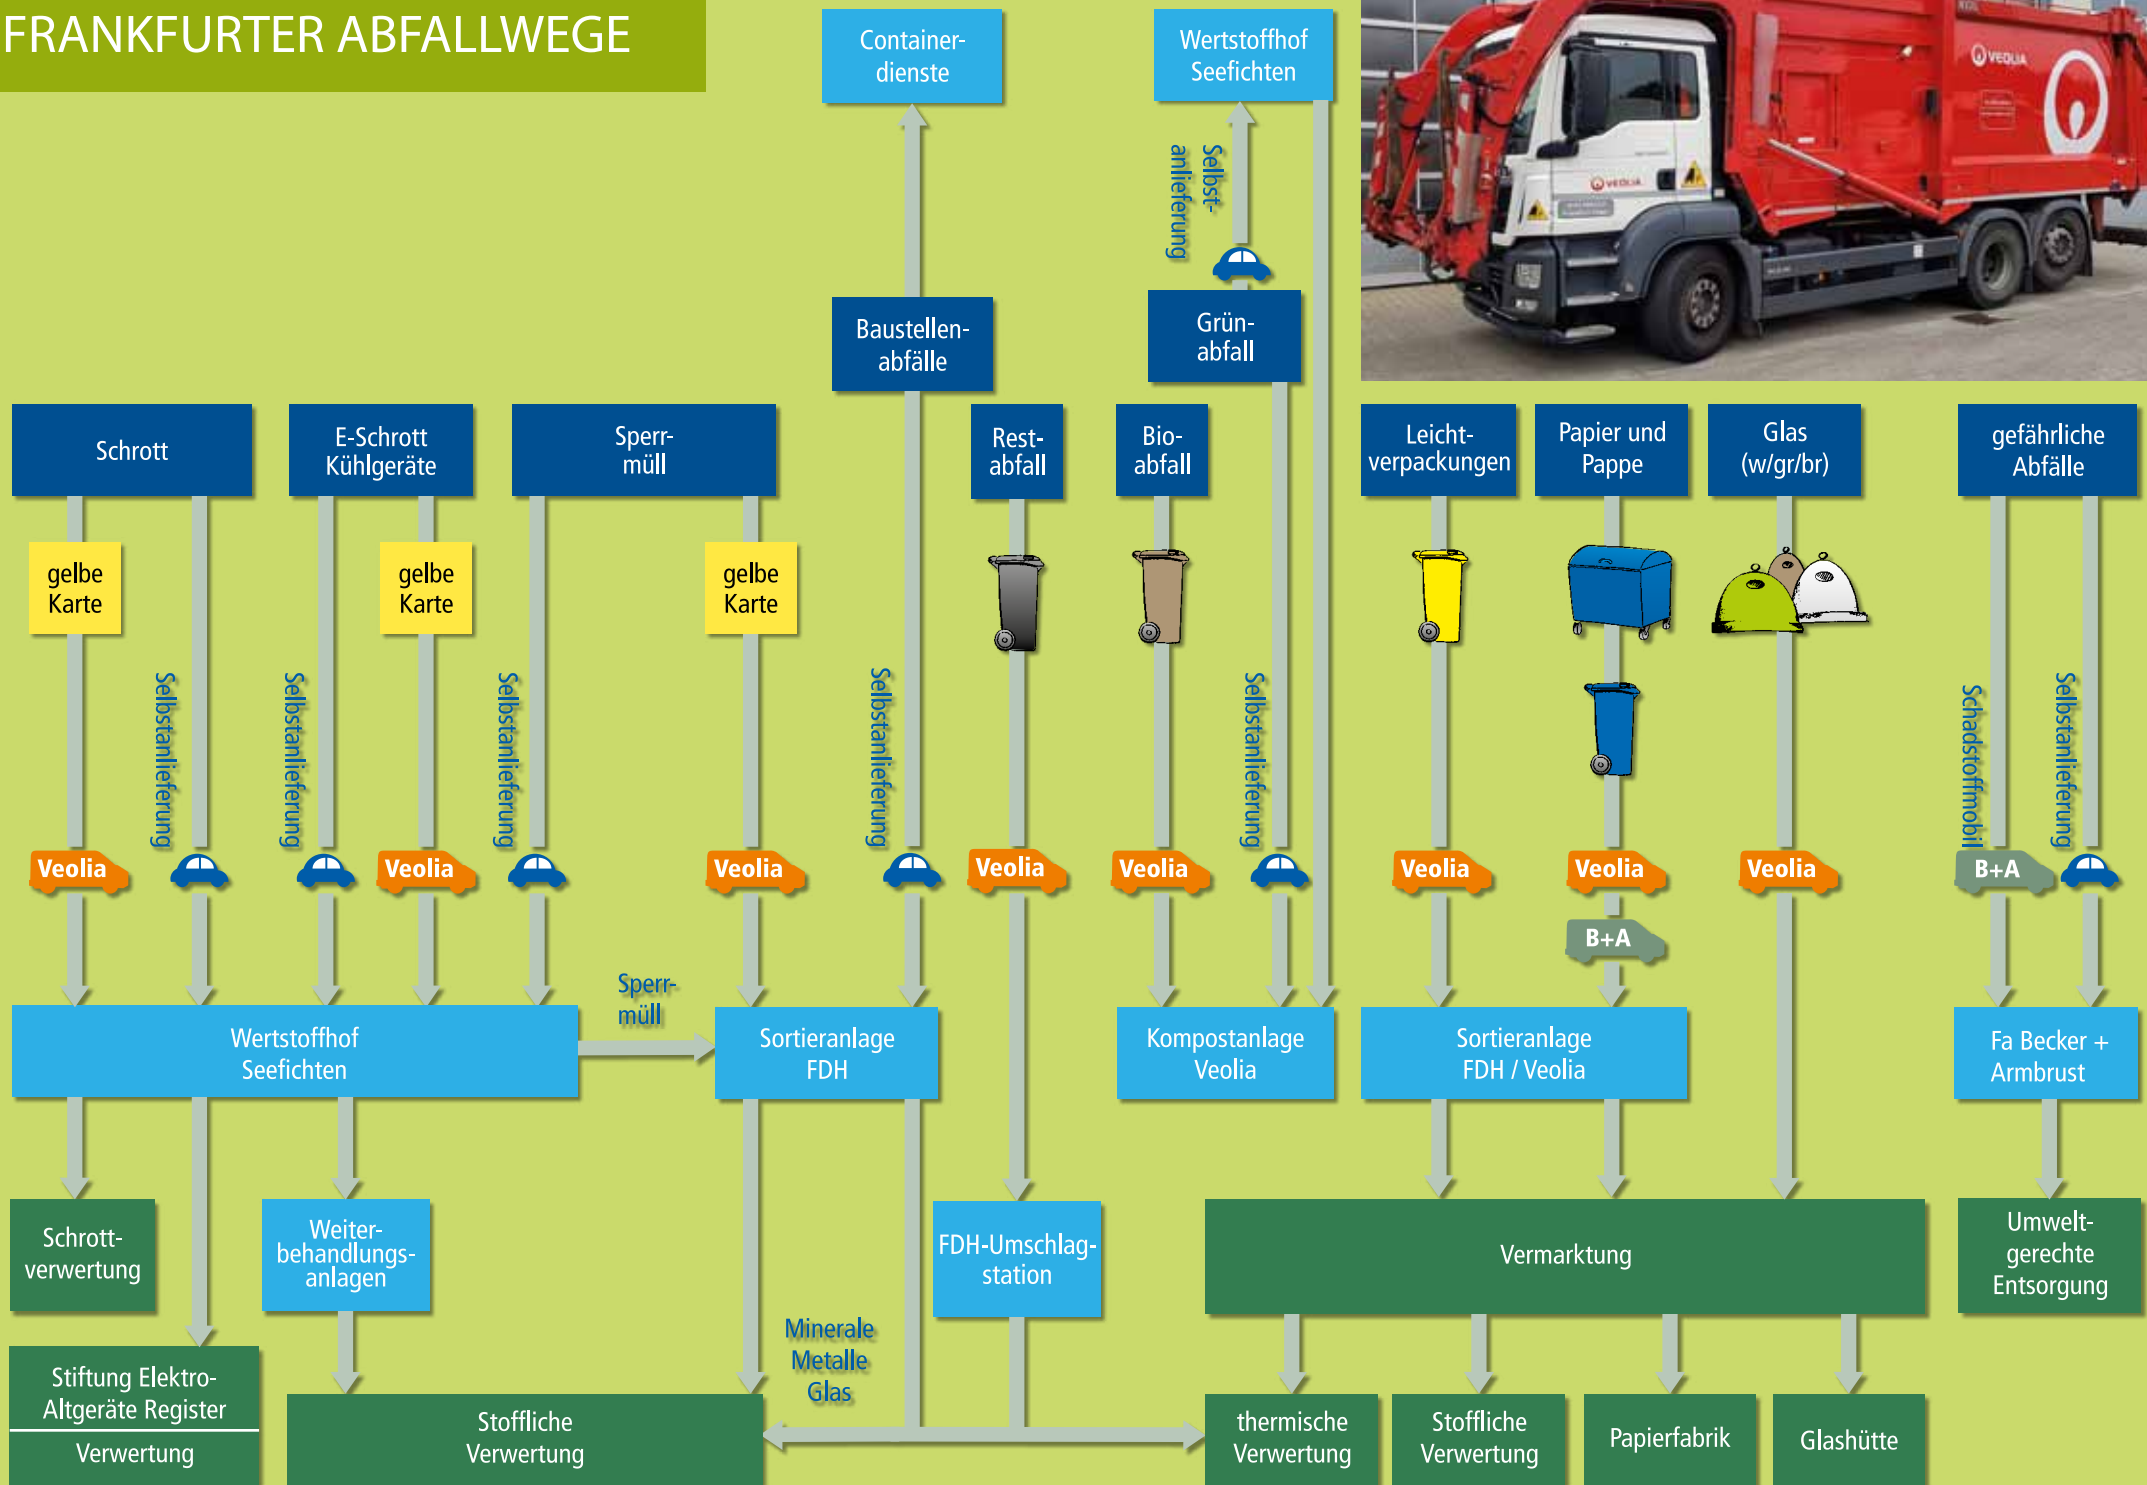 FRANKFURTER ABFALLWEGE
Container-
dienste
Wertstoffhof
Seefichten
VEOLIA
VEOLIA
Selbst-
anlieferung
Baustellen-
abfälle
Grün-
abfall
Schrott
E-Schrott
Kühlgeräte
Sperr-
müll
Rest-
abfall
Bio-
abfall
Leicht-
verpackungen
Papier und
Pappe
Glas
(w/gr/br)
gefährliche
Abfälle
gelbe
Karte
gelbe
Karte
gelbe
Karte
Selbstanlieferung
Selbstanlieferung
Selbstanlieferung
Selbstanlieferung
Selbstanlieferung
Schadstoffmobil
Selbstanlieferung
Veolia
Veolia
Veolia
Veolia
Veolia
Veolia
Veolia
Veolia
B+A
B+A
Sperr-
müll
Wertstoffhof
Seefichten
Sortieranlage
FDH
Kompostanlage
Veolia
Sortieranlage
FDH / Veolia
Fa Becker +
Armbrust
Schrott-
verwertung
Weiter-
behandlungs-
anlagen
FDH-Umschlag-
station
Vermarktung
Umwelt-
gerechte
Entsorgung
Minerale
Metalle
Glas
Stiftung Elektro-
Altgeräte Register
Verwertung
Stoffliche
Verwertung
thermische
Verwertung
Stoffliche
Verwertung
Papierfabrik
Glashütte